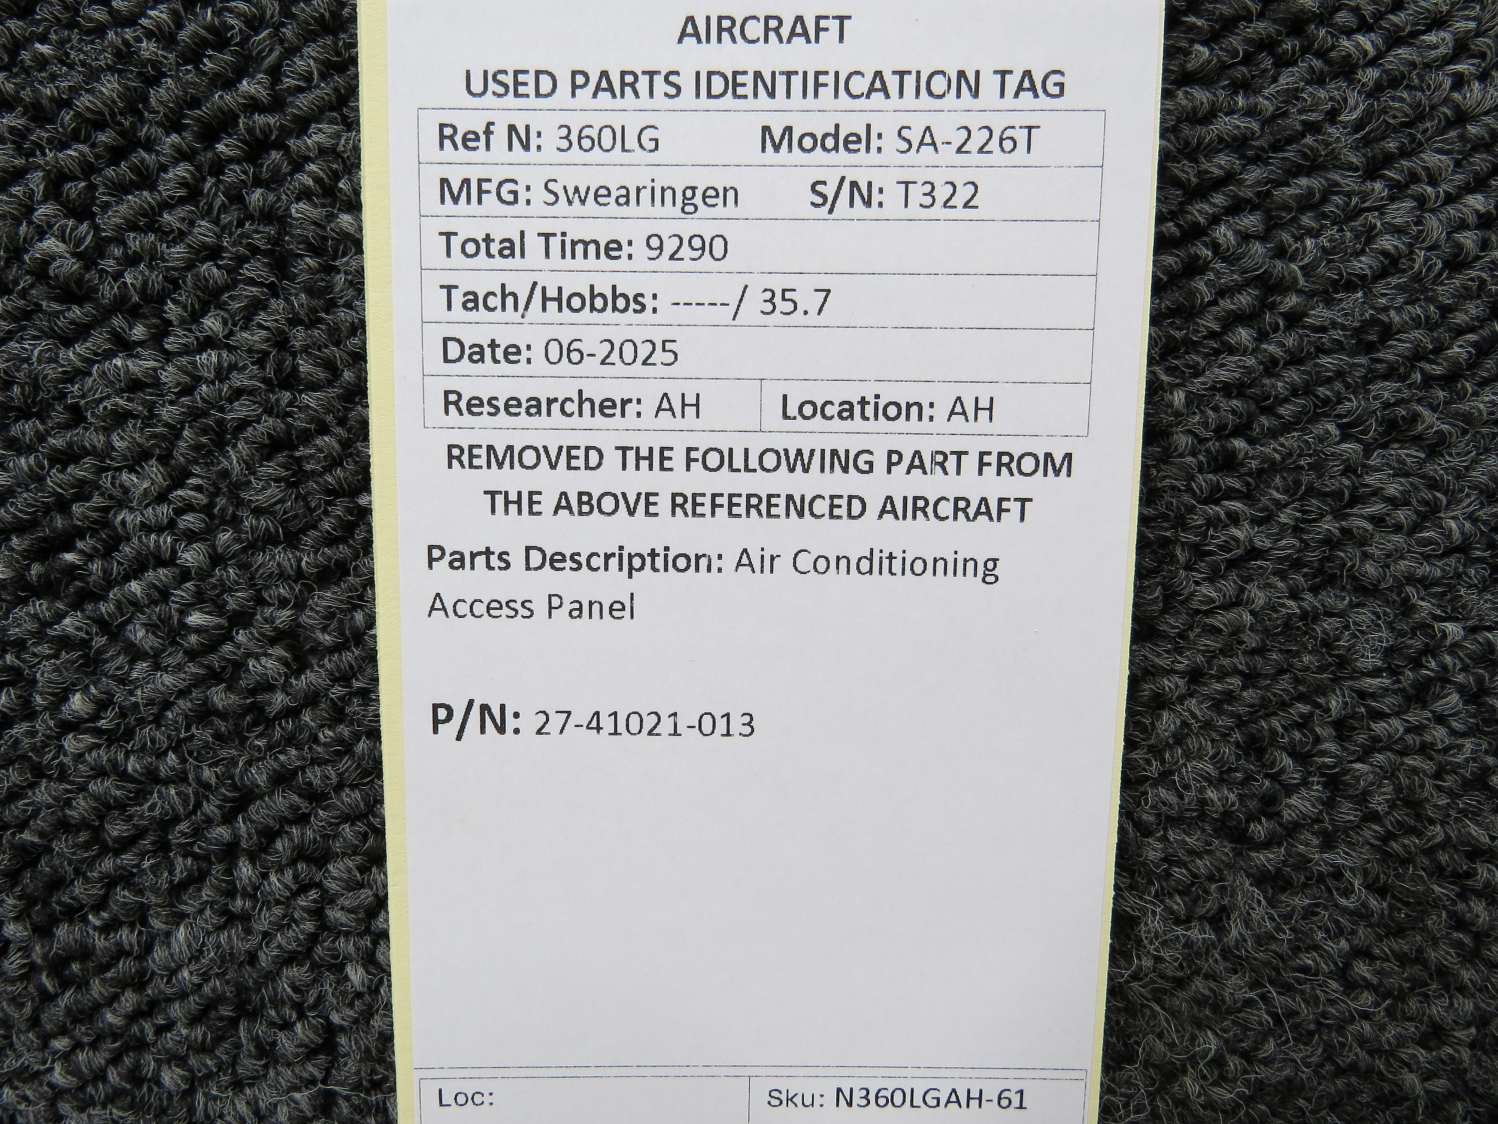 AIRCRAFT
USED PARTS IDENTIFICATION TAG
Ref N: 360LG Model: SA-226T
MFG: Swearingen S/N: T322
Total Time: 9290
Tach/Hobbs: -----/ 35.7
Date: 06-2025
Researcher: AH Location: AH
REMOVED THE FOLLOWING PART FROM
THE ABOVE REFERENCED AIRCRAFT
Parts Description: Air Conditioning
Access Panel
P/N: 27-41021-013
Loc: Sku: N360LGAH-61